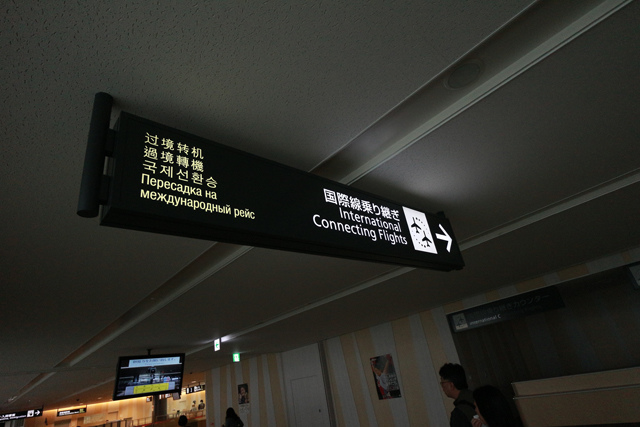 过境转机
過境轉機
국제선환승
Пересадка на
международный рейс
国際線乗り継ぎ
International
Connecting Flights